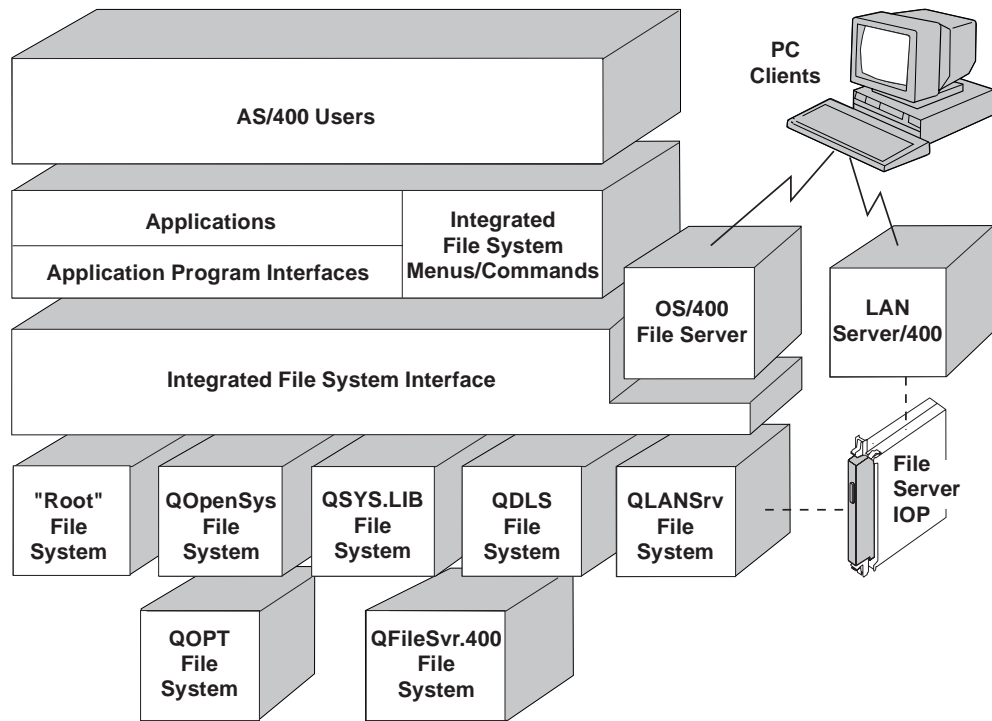 PC
Clients
AS/400 Users
Applications
Application Program Interfaces
Integrated
File System
Menus/Commands
OS/400
File Server
LAN
Server/400
Integrated File System Interface
"Root"
File
System
QOpenSys
File
System
QSYS.LIB
File
System
QDLS
File
System
QLANSrv
File
System
File
Server
IOP
QOPT
File
System
QFileSvr.400
File
System